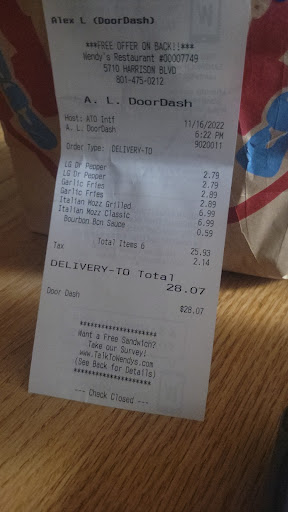 Alex L (DoorDash)
***FREE OFFER ON BACK!!***
Wendy's Restaurant #00007749
5710 HARRISON BLVD
801-475-0212
A. L. DoorDash
Host: KIO Intf 11/16/2022
A. L. DoorDash 6:22 PM
9020011
Order Type: DELIVERY-TO
LG Dr Pepper 2.79
LG Dr Pepper 2.79
Garlic Fries 2.89
Garlic Fries 2.89
Italian Mozz Grilled 6.99
Italian Mozz Classic 6.99
Bourbon Bcn Sauce 0.59
Total Items 6 25.93
Tax 2.14
DELIVERY-TO Total
28.07
Door Dash $28.07
*********************
Want a Free Sandwich?
Take our Survey!
www.TalkToWendys.com
(See Back for Details)
*********************
--- Check Closed ---